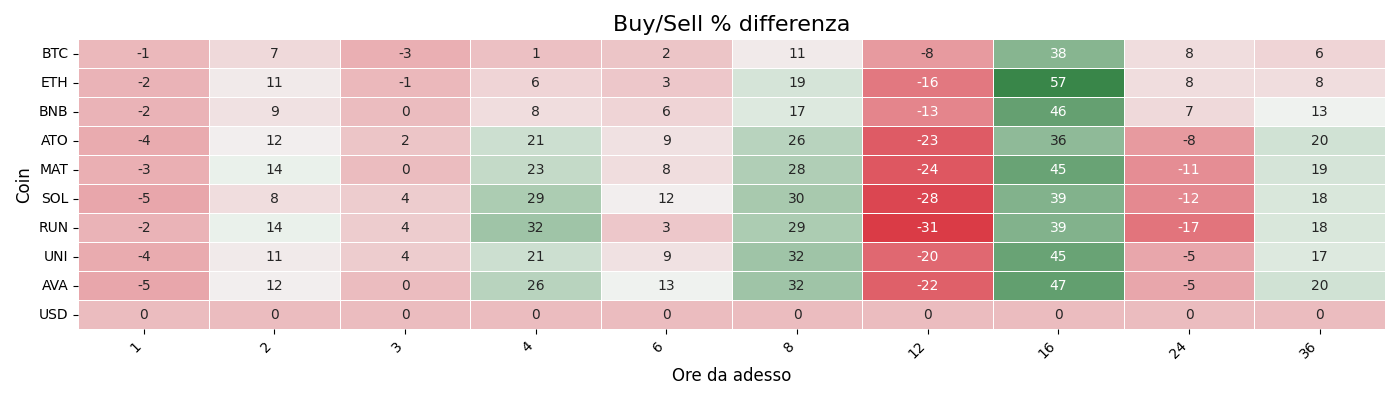 Buy/Sell % differenza
Coin
BTC -1 7 -3 1 2 11 -8 38 8 6
ETH -2 11 -1 6 3 19 -16 57 8 8
BNB -2 9 0 8 6 17 -13 46 7 13
ATO -4 12 2 21 9 26 -23 36 -8 20
MAT -3 14 0 23 8 28 -24 45 -11 19
SOL -5 8 4 29 12 30 -28 39 -12 18
RUN -2 14 4 32 3 29 -31 39 -17 18
UNI -4 11 4 21 9 32 -20 45 -5 17
AVA -5 12 0 26 13 32 -22 47 -5 20
USD 0 0 0 0 0 0 0 0 0 0
1 2 3 4 6 8 12 16 24 36
Ore da adesso